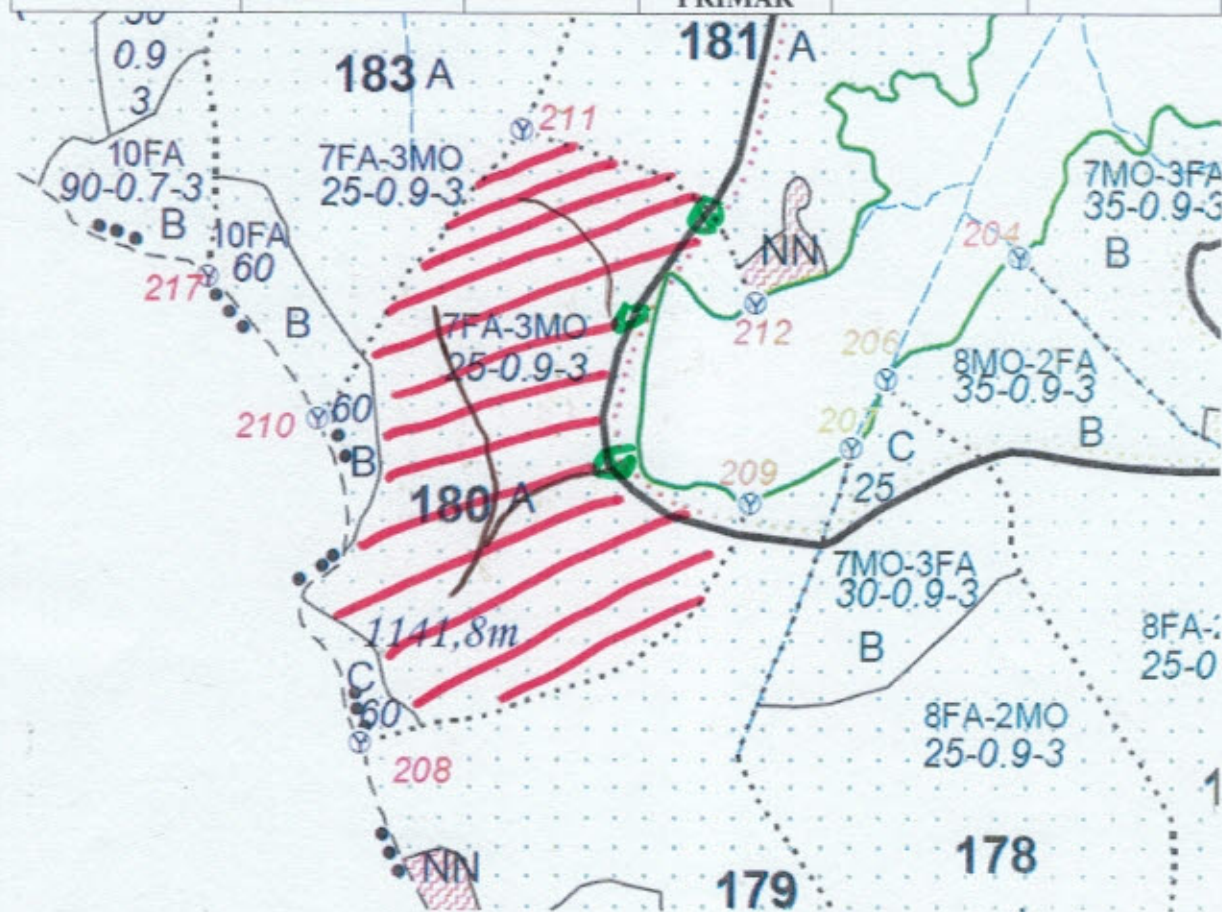 PRIMAR
181 A
0.9
3
183 A
211
10FA
90-0.7-3
B
7FA-3MO
25-0.9-3
7MO-3FA
35-0.9-3
B
10FA
60
204
NN
217
212
B
7FA-3MO
25-0.9-3
206
8MO-2FA
35-0.9-3
B
60
210
207
C
25
B
209
180 A
7MO-3FA
30-0.9-3
B
1141,8m
8FA-2
25-0
C
60
208
8FA-2MO
25-0.9-3
178
NN
179